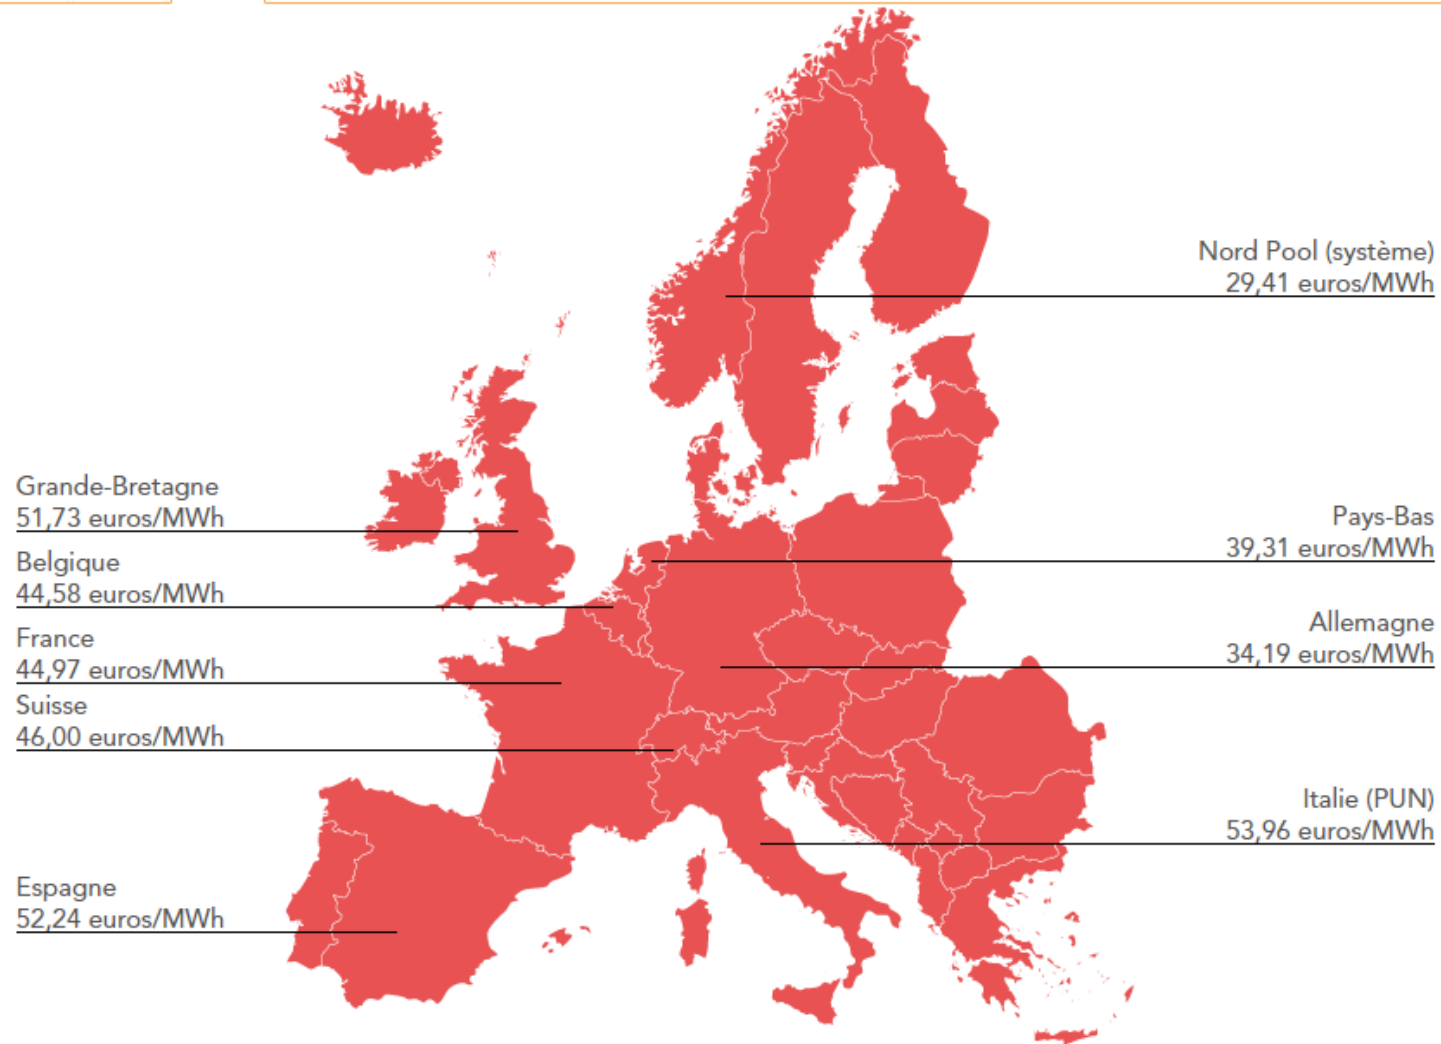 Nord Pool (système)
29,41 euros/MWh
Grande-Bretagne
51,73 euros/MWh
Belgique
44,58 euros/MWh
France
44,97 euros/MWh
Suisse
46,00 euros/MWh
Espagne
52,24 euros/MWh
Pays-Bas
39,31 euros/MWh
Allemagne
34,19 euros/MWh
Italie (PUN)
53,96 euros/MWh